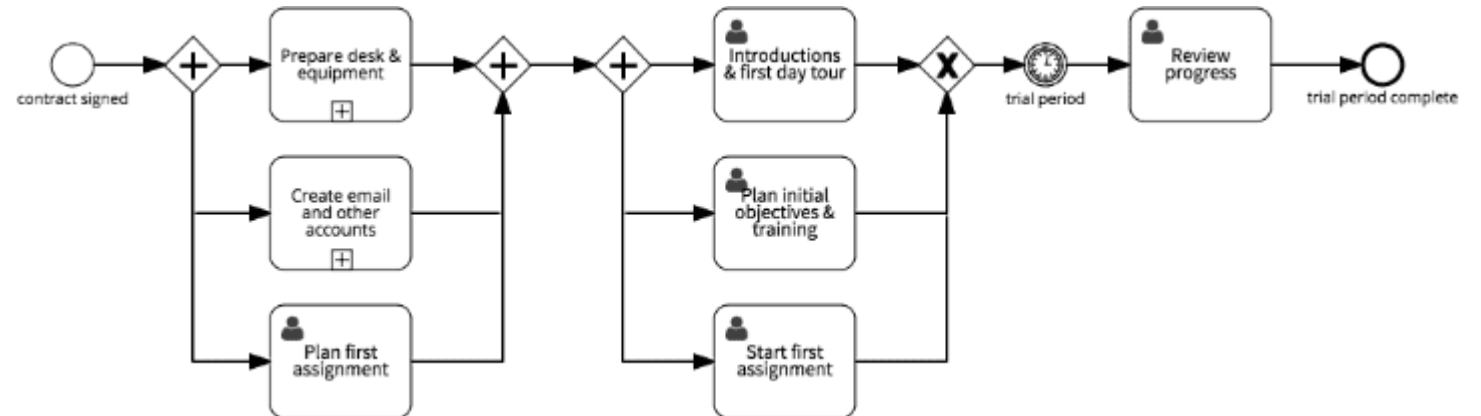 Prepare desk &
equipment
Introductions
& first day tour
Review
progress
contract signed
trial period
trial period complete
Create email
and other
accounts
Plan initial
objectives &
training
Plan first
assignment
Start first
assignment